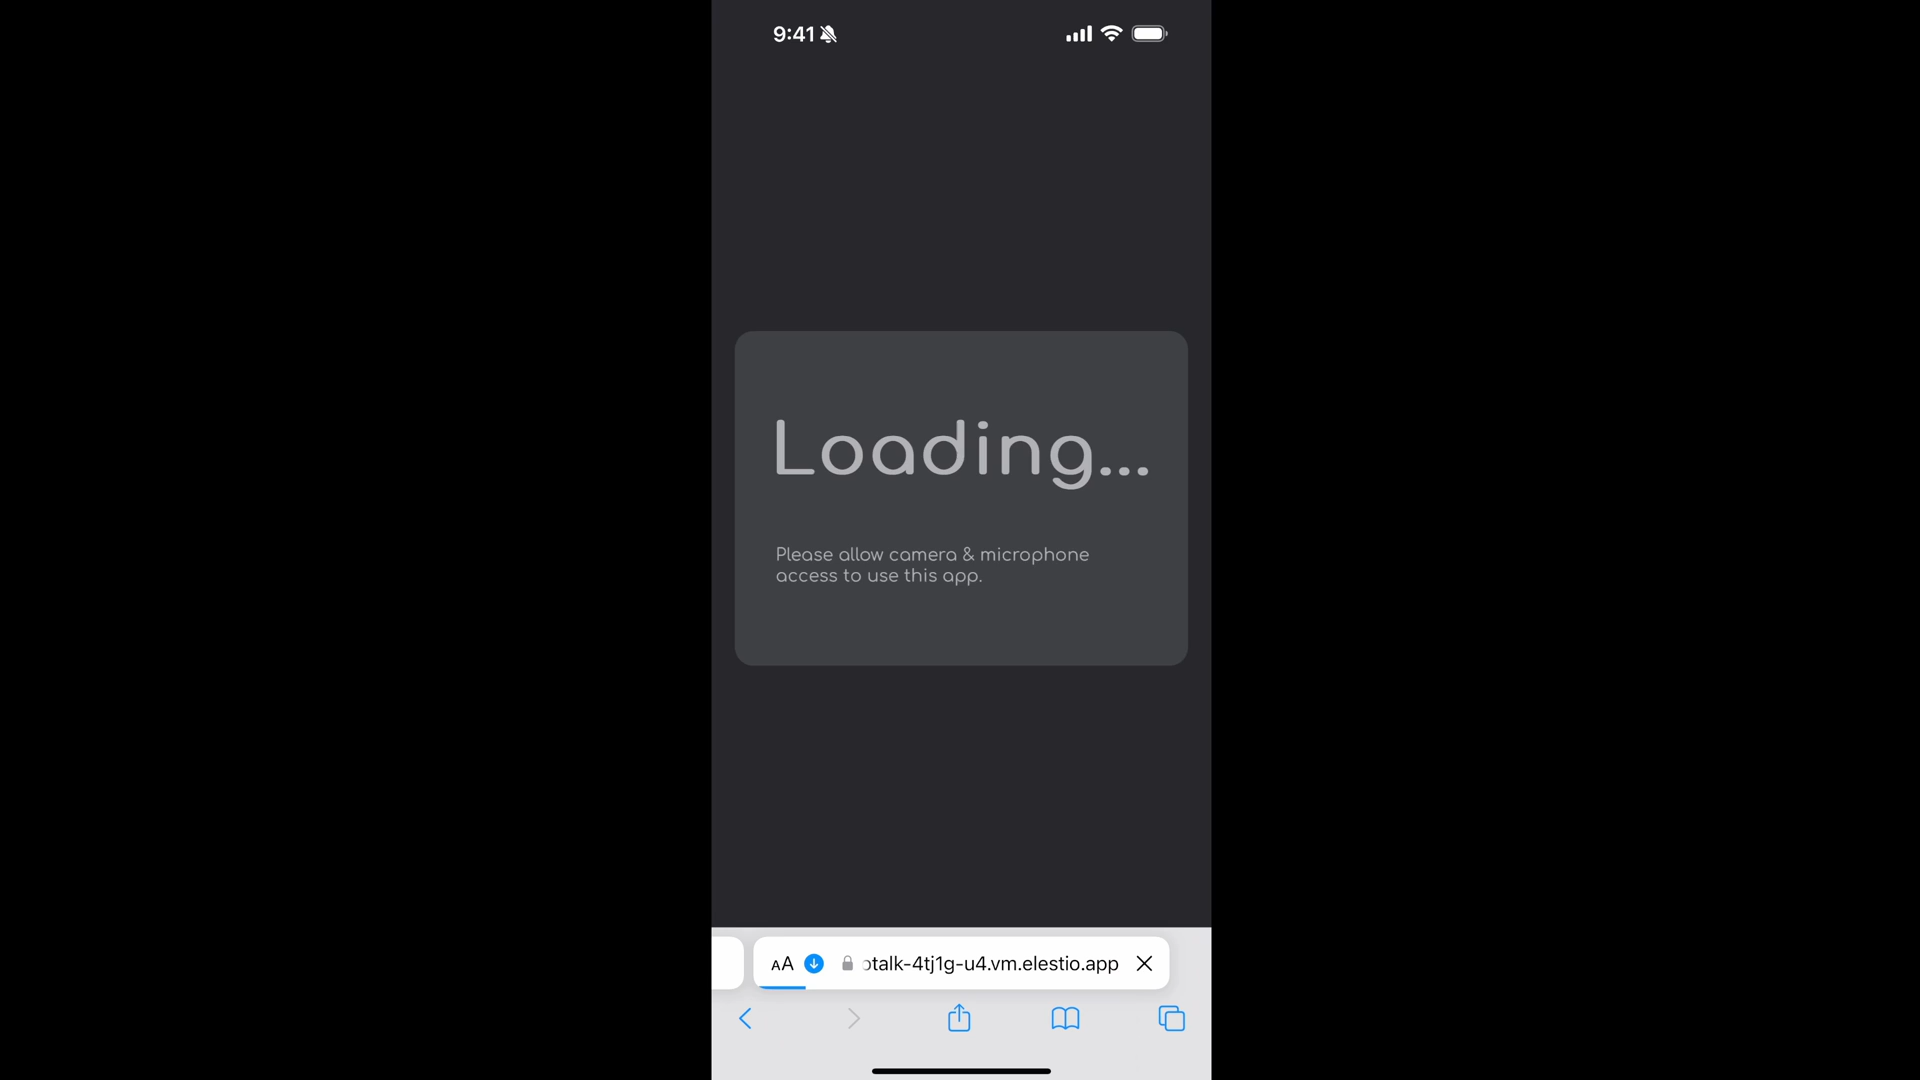 9:41
Loading...
Please allow camera & microphone
access to use this app.
AA
talk-4tj1g-u4.vm.elestio.app